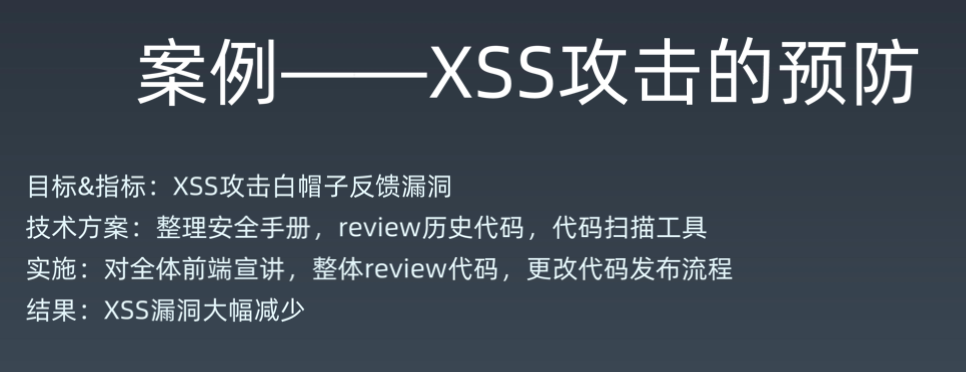 案例——XSS攻击的预防
目标&指标：XSS攻击白帽子反馈漏洞
技术方案：整理安全手册，review历史代码，代码扫描工具
实施：对全体前端宣讲，整体review代码，更改代码发布流程
结果：XSS漏洞大幅减少